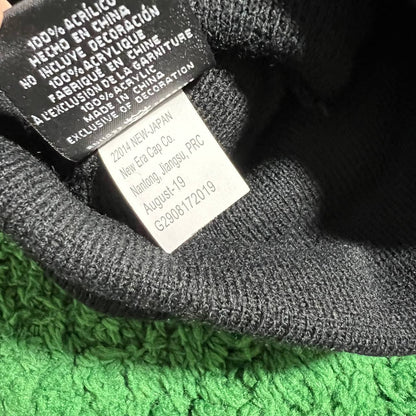 100% ACRÍLICO
HECHO EN CHINA
NO INCLUYE DECORACIÓN
100% ACRYLIQUE
FABRIQUE EN CHINE
À L'EXCLUSION DE LA GARNITURE
100% ACRYLIC
MADE IN CHINA
EXCLUSIVE OF DECORATION
22014 NEW-JAPAN
New Era Cap Co.
Nantong, Jiangsu, PRC
August-19
G2908172019